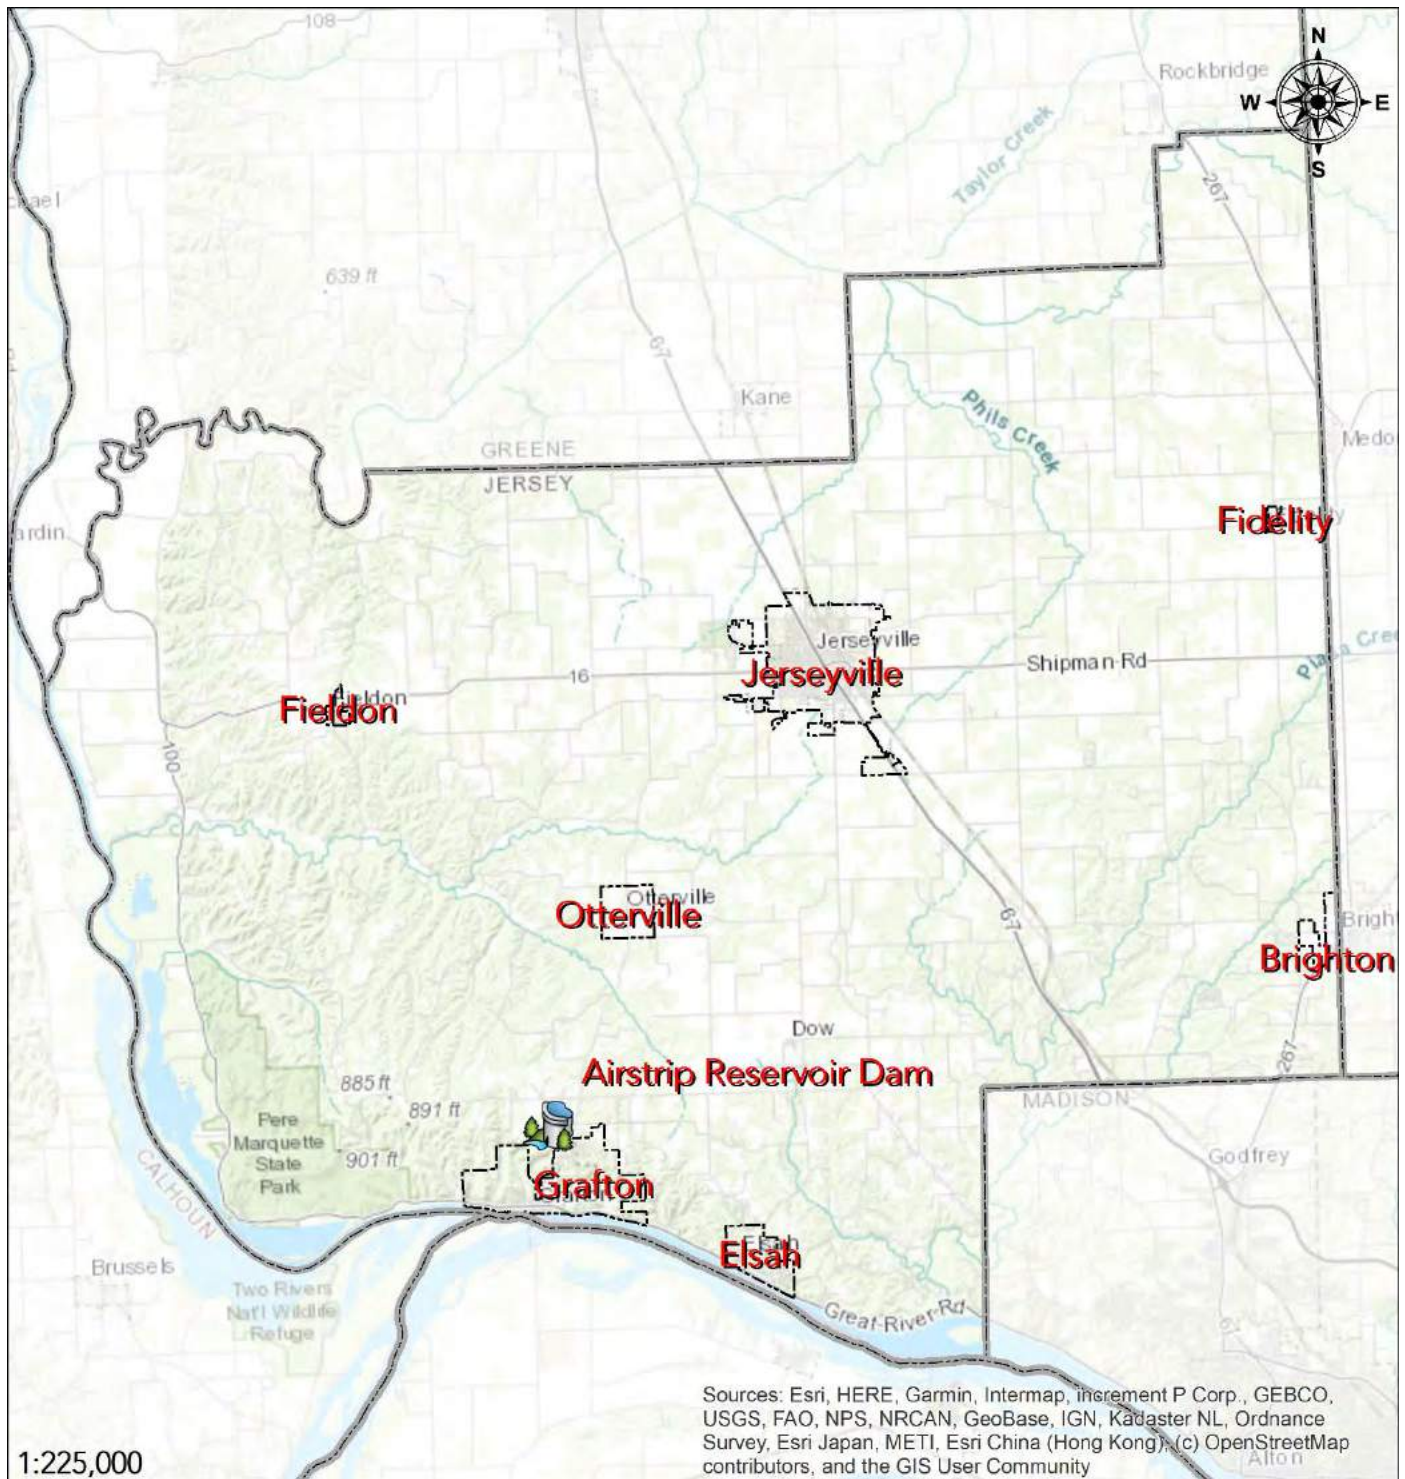 108
N
Rockbridge
W
E
S
Taylor Creek
267
639 ft
67
Kane
Phils Creek
GREENE
JERSEY
Fidelity
Jerseyville
Jerseyville
Shipman Rd
16
Fieldon
Fieldon
100
Otterville
Otterville
67
Brighton
Dow
Airstrip Reservoir Dam
267
885 ft
891 ft
MADISON
Pere
Marquette
State
Park
901 ft
Godfrey
Grafton
CALHOUN
Elsah
Elsah
Brussels
Two Rivers
Nat'l Wildlife
Refuge
Great River Rd
67
Sources: Esri, HERE, Garmin, Intermap, increment P Corp., GEBCO,
USGS, FAO, NPS, NRCAN, GeoBase, IGN, Kadaster NL, Ordnance
Survey, Esri Japan, METI, Esri China (Hong Kong), (c) OpenStreetMap
contributors, and the GIS User Community
Alton
1:225,000